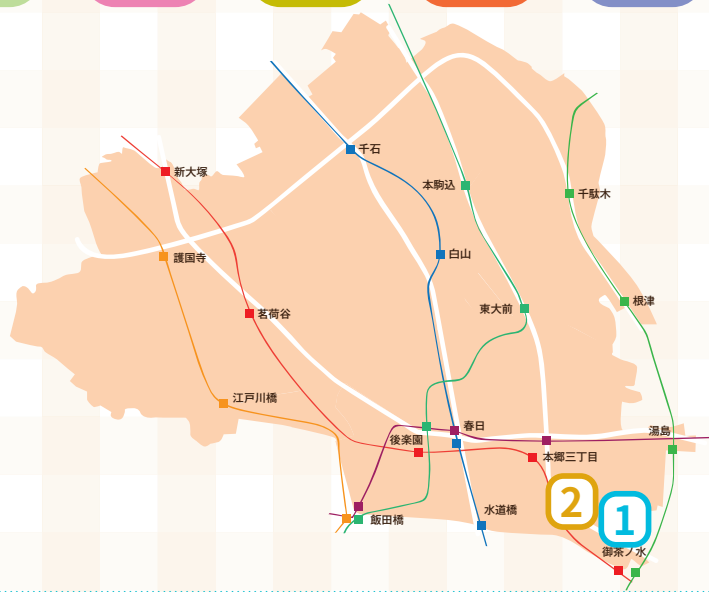 千石
新大塚
本駒込
千駄木
護国寺
白山
根津
東大前
茗荷谷
江戸川橋
春日
湯島
後楽園
本郷三丁目
2
1
水道橋
飯田橋
御茶ノ水